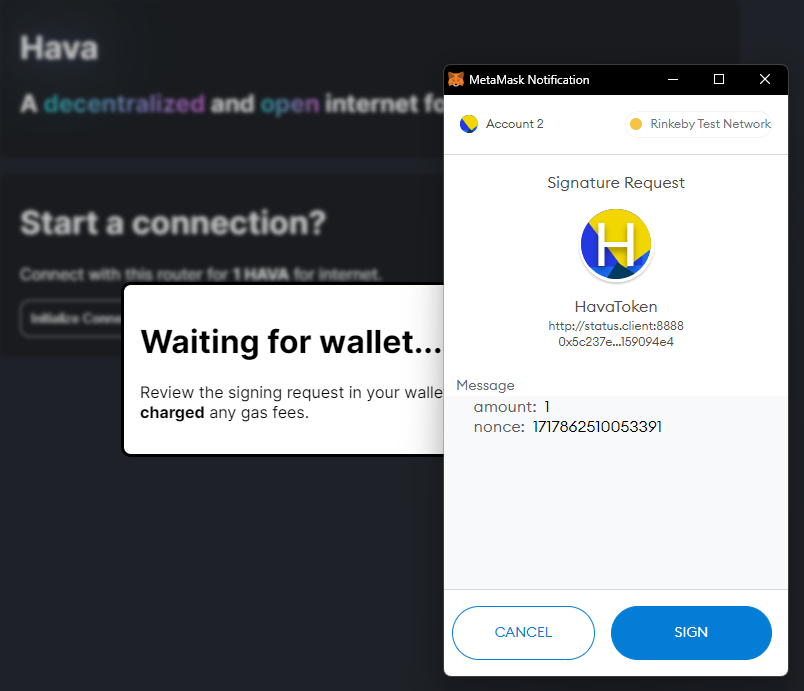 Hava
A decentralized and open internet fo
Start a connection?
Connect with this router for 1 HAVA for internet.
Initialize Conne
Waiting for wallet...
Review the signing request in your walle
charged any gas fees.
MetaMask Notification
Account 2
Rinkeby Test Network
Signature Request
H
HavaToken
http://status.client:8888
0x5c237e...159094e4
Message
amount: 1
nonce: 1717862510053391
CANCEL
SIGN